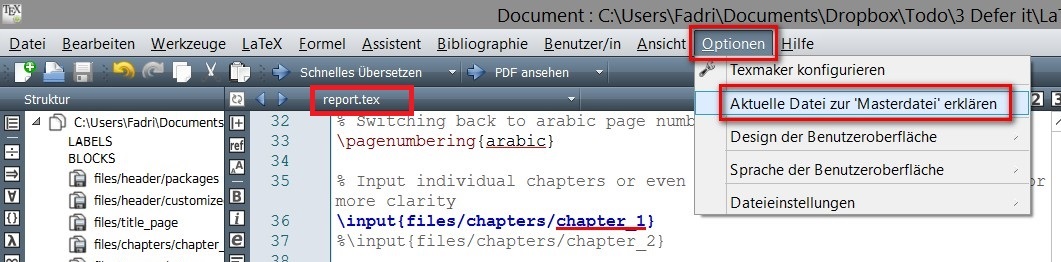 TEX
Document : C:\Users\Fadri\Documents\Dropbox\Todo\3 Defer it\LaT
Datei Bearbeiten Werkzeuge LaTeX Formel Assistent Bibliographie Benutzer/in Ansicht Optionen Hilfe
Schnelles Übersetzen PDF ansehen
Texmaker konfigurieren
Aktuelle Datei zur 'Masterdatei' erklären
Design der Benutzeroberfläche
Sprache der Benutzeroberfläche
Dateieinstellungen
Struktur
report.tex
2 3
C:\Users\Fadri\Documents
LABELS
BLOCKS
files/header/packages
files/header/customize
files/title_page
files/chapters/chapter_
ref
32 % Switching back to arabic page numb
33 \pagenumbering{arabic}
34
35 % Input individual chapters or even or
more clarity
36 \input{files/chapters/chapter_1}
37 %\input{files/chapters/chapter_2}